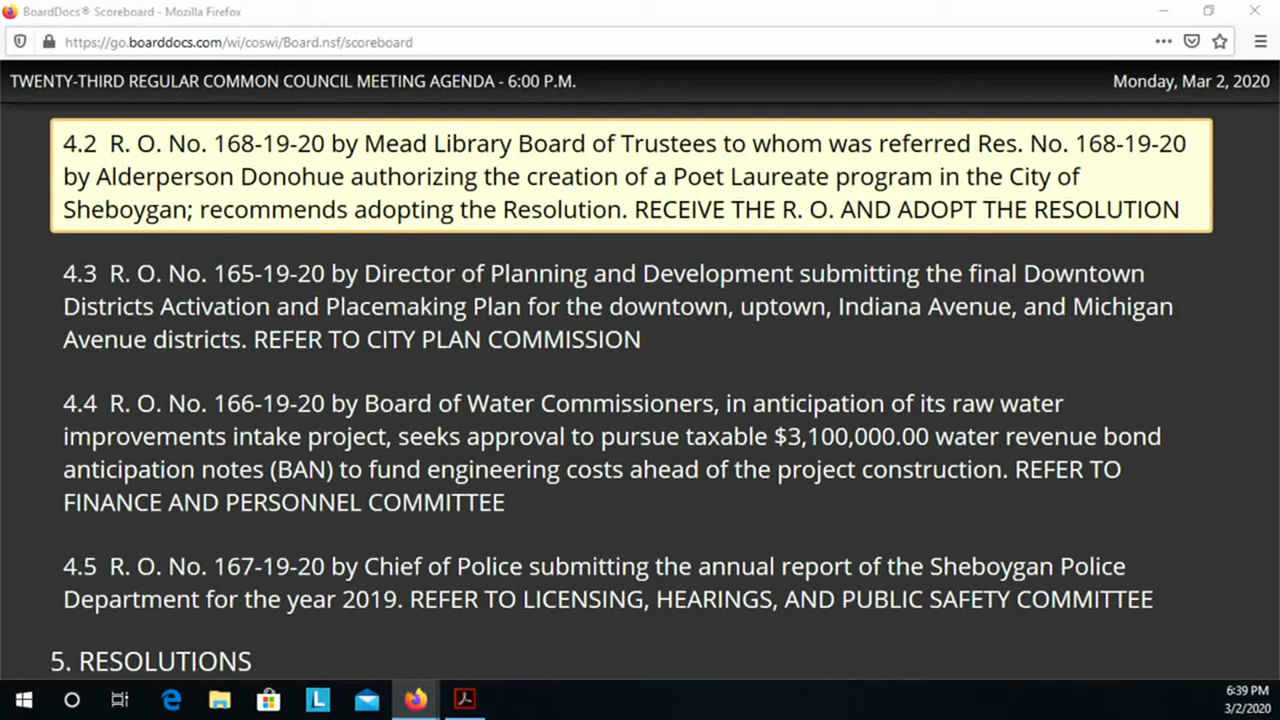 BoardDocs® Scoreboard - Mozilla Firefox
https://go.boarddocs.com/wi/coswi/Board.nsf/scoreboard
TWENTY-THIRD REGULAR COMMON COUNCIL MEETING AGENDA - 6:00 P.M. Monday, Mar 2, 2020
4.2 R. O. No. 168-19-20 by Mead Library Board of Trustees to whom was referred Res. No. 168-19-20
by Alderperson Donohue authorizing the creation of a Poet Laureate program in the City of
Sheboygan; recommends adopting the Resolution. RECEIVE THE R. O. AND ADOPT THE RESOLUTION
4.3 R. O. No. 165-19-20 by Director of Planning and Development submitting the final Downtown
Districts Activation and Placemaking Plan for the downtown, uptown, Indiana Avenue, and Michigan
Avenue districts. REFER TO CITY PLAN COMMISSION
4.4 R. O. No. 166-19-20 by Board of Water Commissioners, in anticipation of its raw water
improvements intake project, seeks approval to pursue taxable $3,100,000.00 water revenue bond
anticipation notes (BAN) to fund engineering costs ahead of the project construction. REFER TO
FINANCE AND PERSONNEL COMMITTEE
4.5 R. O. No. 167-19-20 by Chief of Police submitting the annual report of the Sheboygan Police
Department for the year 2019. REFER TO LICENSING, HEARINGS, AND PUBLIC SAFETY COMMITTEE
5. RESOLUTIONS
L
6:39 PM
3/2/2020